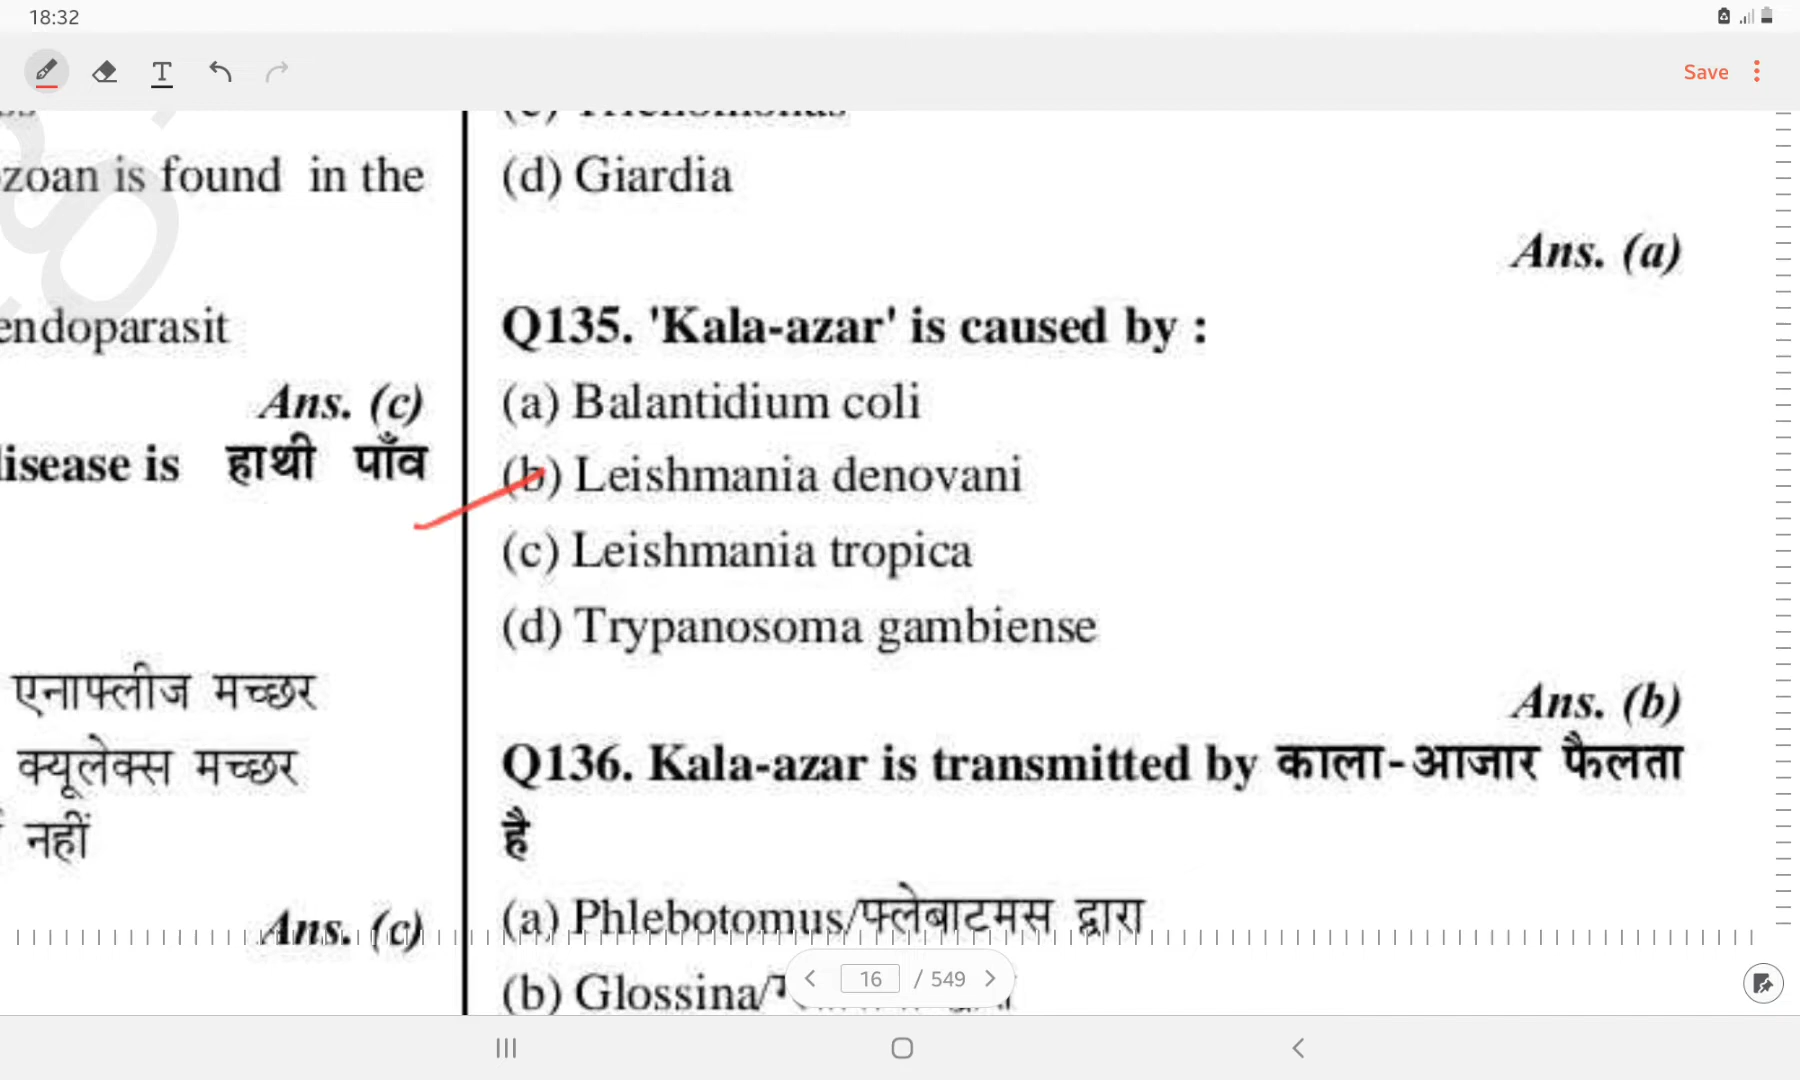 18:32
T
Save
zoan is found in the
endoparasit
Ans. (c)
disease is हाथी पाँव
एनाफ्लीज मच्छर
क्यूलेक्स मच्छर
नहीं
Ans. (c)
(c) Trichomonas
(d) Giardia
Ans. (a)
Q135. 'Kala-azar' is caused by :
(a) Balantidium coli
(b) Leishmania denovani
(c) Leishmania tropica
(d) Trypanosoma gambiense
Ans. (b)
Q136. Kala-azar is transmitted by काला-आजार फैलता
है
(a) Phlebotomus/फ्लेबाटमस द्वारा
(b) Glossina/
16 / 549